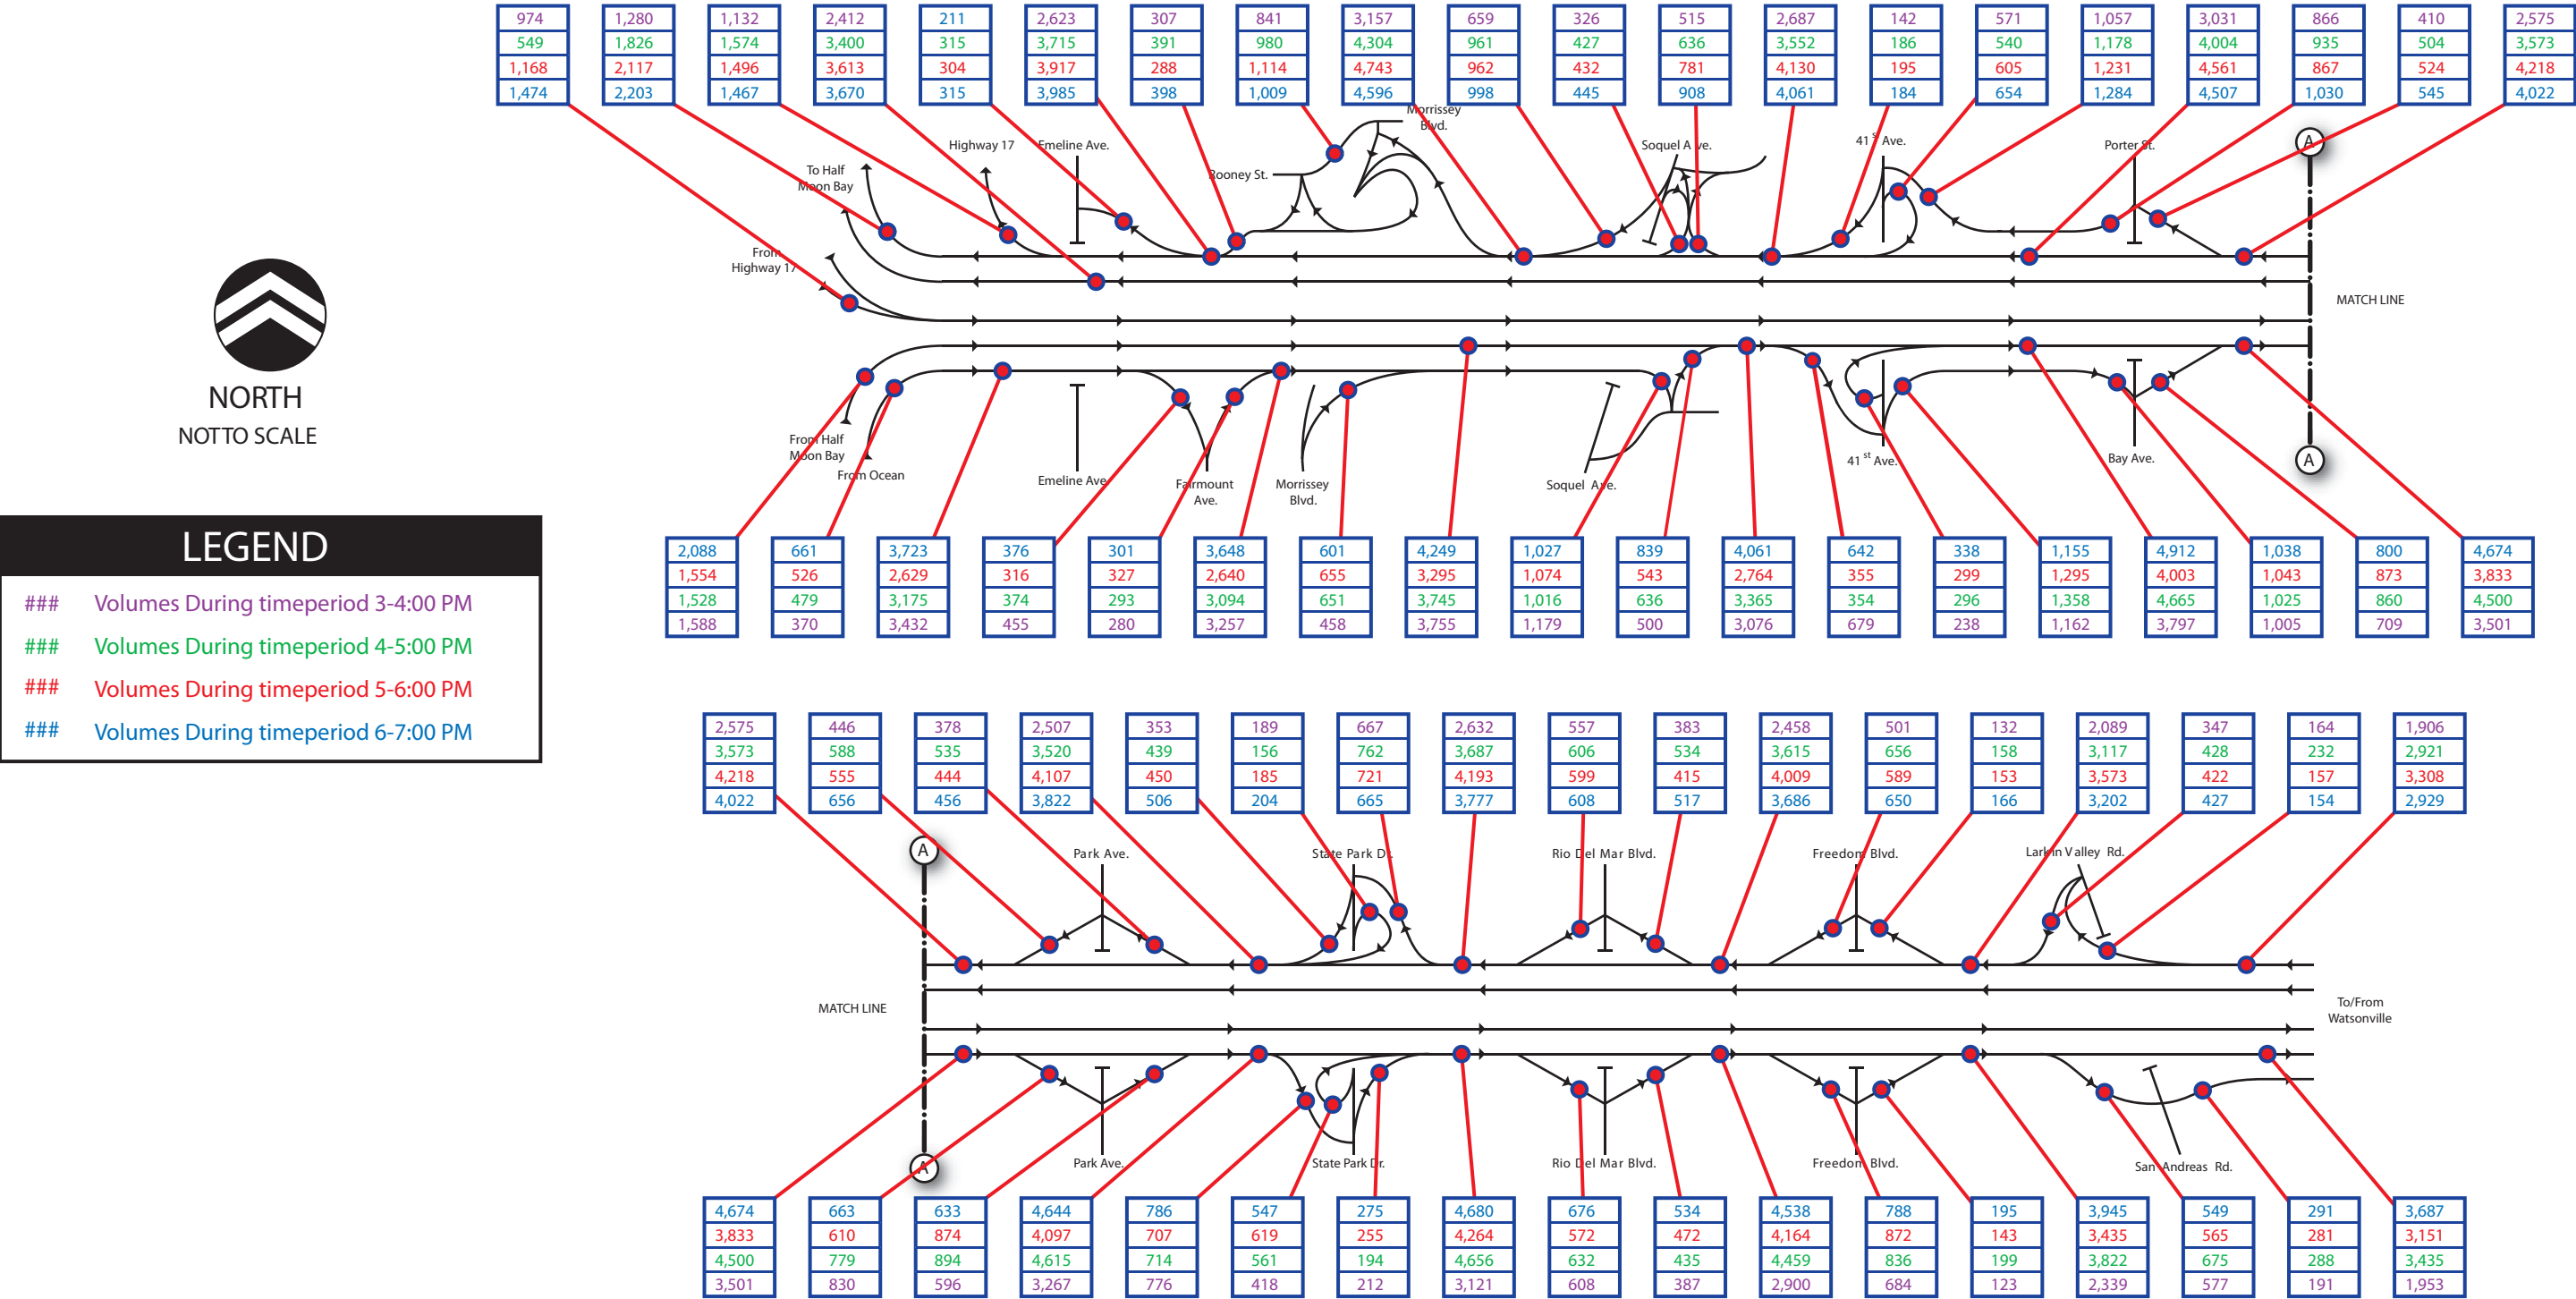 974 1,280 1,132 2,412 211 2,623 307 841 3,157 659 326 515 2,687 142 571 1,057 3,031 866 410 2,575
549 1,826 1,574 3,400 315 3,715 391 980 4,304 961 427 636 3,552 186 540 1,178 4,004 935 504 3,573
1,168 2,117 1,496 3,613 304 3,917 288 1,114 4,743 962 432 781 4,130 195 605 1,231 4,561 867 524 4,218
1,474 2,203 1,467 3,670 315 3,985 398 1,009 4,596 998 445 908 4,061 184 654 1,284 4,507 1,030 545 4,022
Morrissey
Blvd.
Highway 17
Emeline Ave.
Soquel A ve.
41 st Ave.
Porter St.
A
To Half
Moon Bay
Rooney St.
From
Highway 17
MATCH LINE
NORTH
NOT TO SCALE
From Half
Moon Bay
From Ocean
Emeline Ave.
Fairmount
Ave.
Morrissey
Blvd.
Soquel Ave.
41 st Ave.
Bay Ave.
A
2,088 661 3,723 376 301 3,648 601 4,249 1,027 839 4,061 642 338 1,155 4,912 1,038 800 4,674
1,554 526 2,629 316 327 2,640 655 3,295 1,074 543 2,764 355 299 1,295 4,003 1,043 873 3,833
1,528 479 3,175 374 293 3,094 651 3,745 1,016 636 3,365 354 296 1,358 4,665 1,025 860 4,500
1,588 370 3,432 455 280 3,257 458 3,755 1,179 500 3,076 679 238 1,162 3,797 1,005 709 3,501
LEGEND
### Volumes During timeperiod 3-4:00 PM
### Volumes During timeperiod 4-5:00 PM
### Volumes During timeperiod 5-6:00 PM
### Volumes During timeperiod 6-7:00 PM
2,575 446 378 2,507 353 189 667 2,632 557 383 2,458 501 132 2,089 347 164 1,906
3,573 588 535 3,520 439 156 762 3,687 606 534 3,615 656 158 3,117 428 232 2,921
4,218 555 444 4,107 450 185 721 4,193 599 415 4,009 589 153 3,573 422 157 3,308
4,022 656 456 3,822 506 204 665 3,777 608 517 3,686 650 166 3,202 427 154 2,929
A
Park Ave.
State Park Dr.
Rio Del Mar Blvd.
Freedom Blvd.
Larkin Valley Rd.
MATCH LINE
To/From
Watsonville
A
Park Ave.
State Park Dr.
Rio Del Mar Blvd.
Freedom Blvd.
San Andreas Rd.
4,674 663 633 4,644 786 547 275 4,680 676 534 4,538 788 195 3,945 549 291 3,687
3,833 610 874 4,097 707 619 255 4,264 572 472 4,164 872 143 3,435 565 281 3,151
4,500 779 894 4,615 714 561 194 4,656 632 435 4,459 836 199 3,822 675 288 3,435
3,501 830 596 3,267 776 418 212 3,121 608 387 2,900 684 123 2,339 577 191 1,953